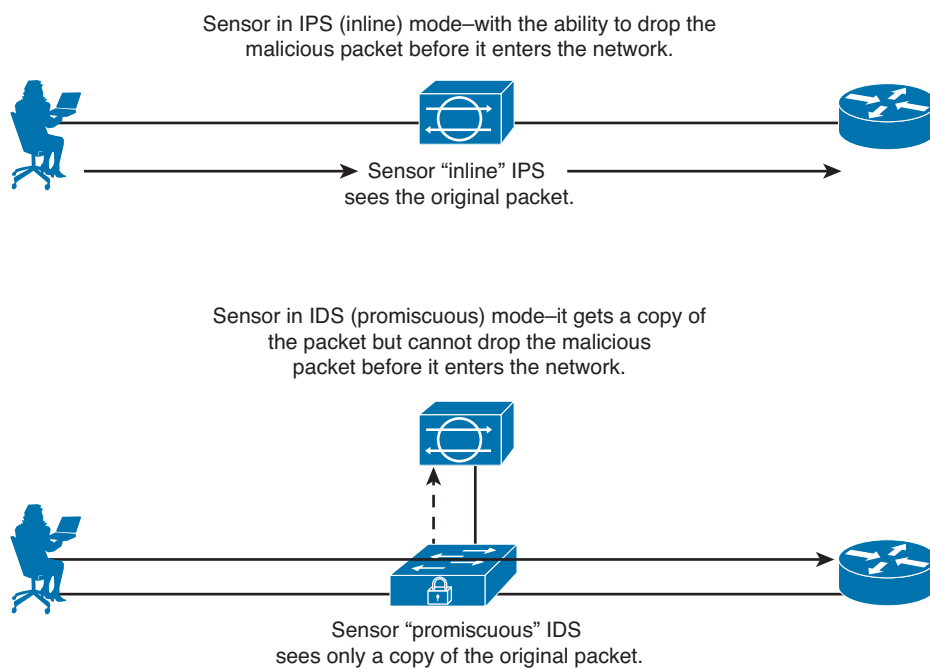 Sensor in IPS (inline) mode–with the ability to drop the
malicious packet before it enters the network.
Sensor “inline” IPS
sees the original packet.
Sensor in IDS (promiscuous) mode–it gets a copy of
the packet but cannot drop the malicious
packet before it enters the network.
Sensor “promiscuous” IDS
sees only a copy of the original packet.